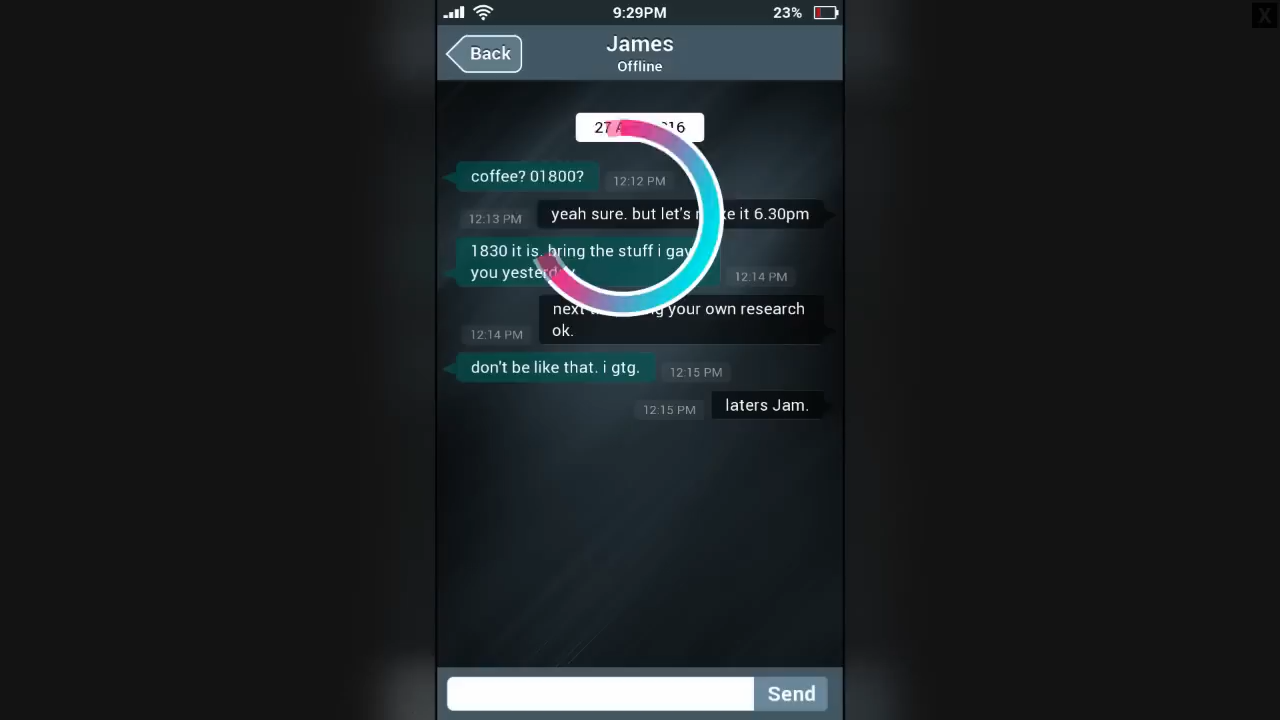 9:29PM 23%
Back
James
Offline
27 16
coffee? 01800?
12:12 PM
yeah sure. but let's it 6.30pm
12:13 PM
1830 it is. bring the stuff i
you
12:14 PM
next your own research
ok.
12:14 PM
don't be like that. i gtg.
12:15 PM
laters Jam.
12:15 PM
Send
X